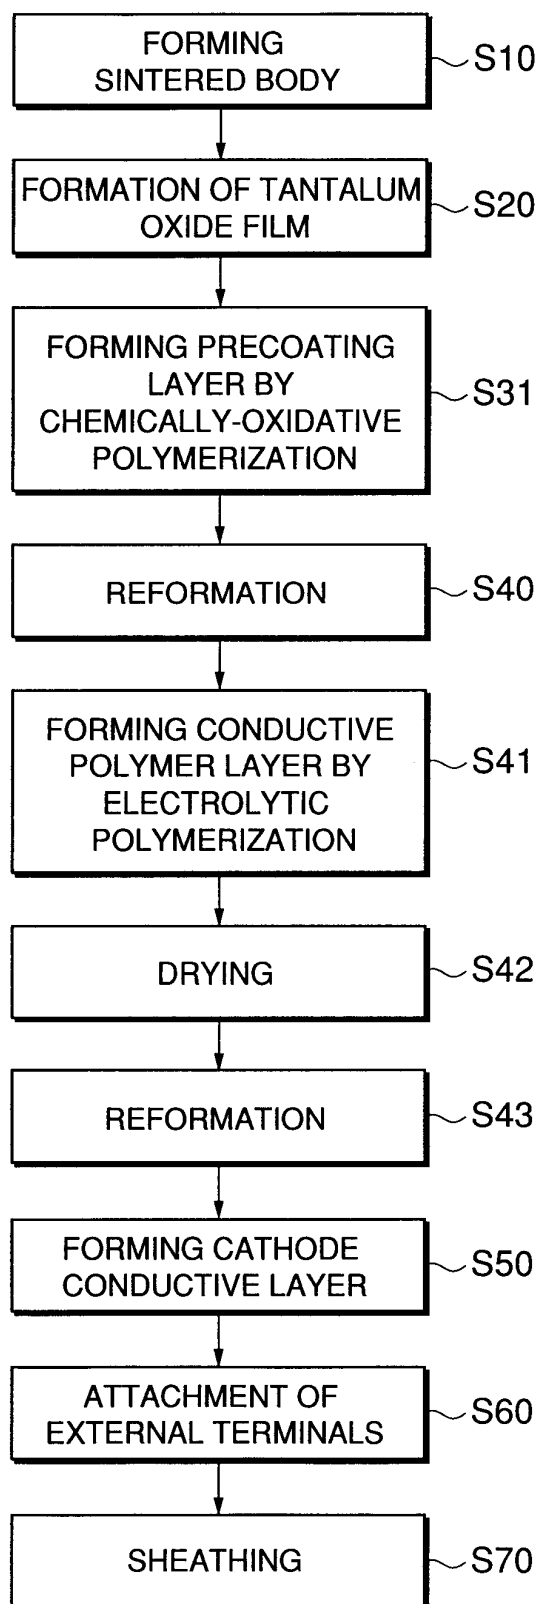 FORMING
SINTERED BODY
S10
FORMATION OF TANTALUM
OXIDE FILM
S20
FORMING PRECOATING
LAYER BY
CHEMICALLY-OXIDATIVE
POLYMERIZATION
S31
REFORMATION
S40
FORMING CONDUCTIVE
POLYMER LAYER BY
ELECTROLYTIC
POLYMERIZATION
S41
DRYING
S42
REFORMATION
S43
FORMING CATHODE
CONDUCTIVE LAYER
S50
ATTACHMENT OF
EXTERNAL TERMINALS
S60
SHEATHING
S70